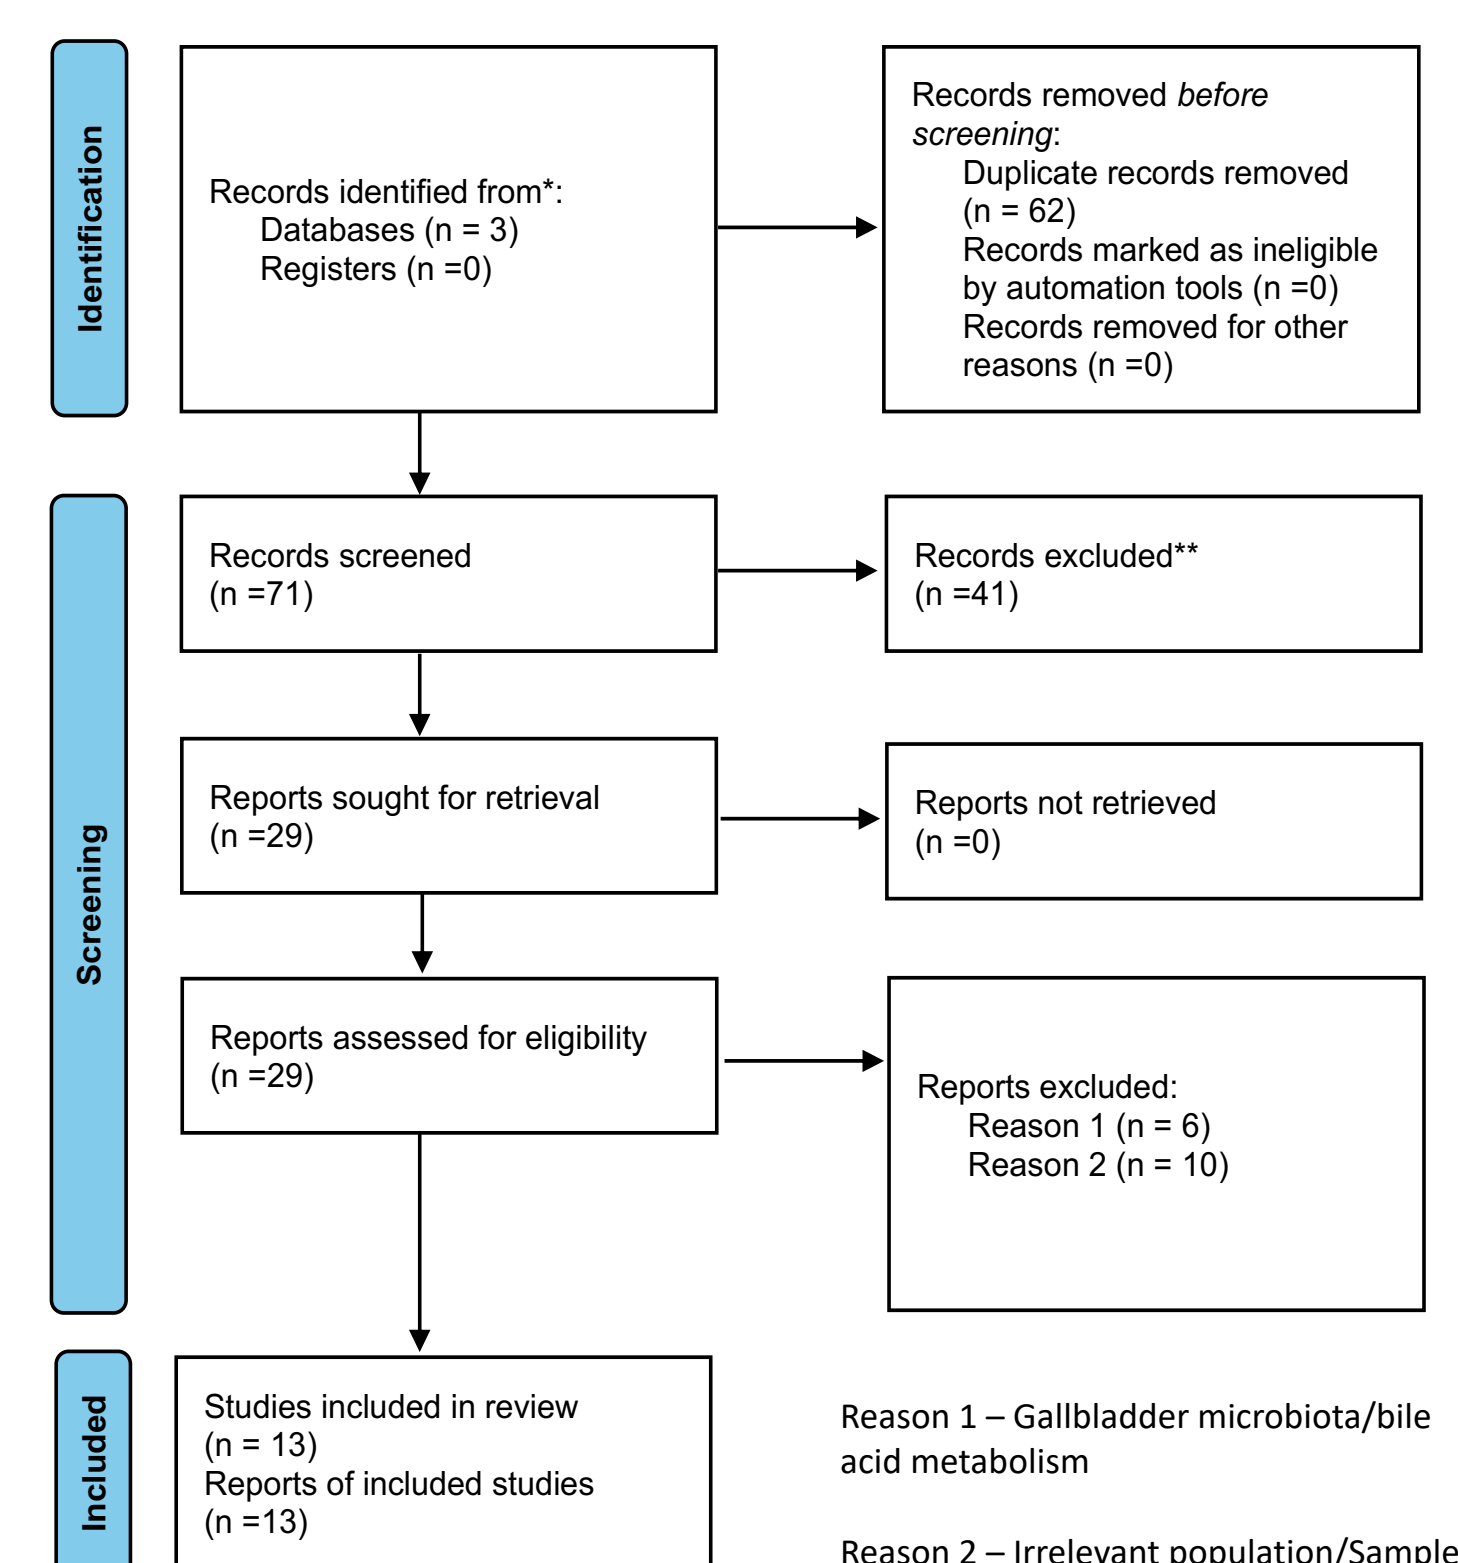 Identification
Records identified from*:
Databases (n = 3)
Registers (n =0)
Records removed before
screening:
Duplicate records removed
(n = 62)
Records marked as ineligible
by automation tools (n =0)
Records removed for other
reasons (n =0)
Screening
Records screened
(n =71)
Records excluded**
(n =41)
Reports sought for retrieval
(n =29)
Reports not retrieved
(n =0)
Reports assessed for eligibility
(n =29)
Reports excluded:
Reason 1 (n = 6)
Reason 2 (n = 10)
Included
Studies included in review
(n = 13)
Reports of included studies
(n =13)
Reason 1 – Gallbladder microbiota/bile
acid metabolism
Reason 2 – Irrelevant population/Sample